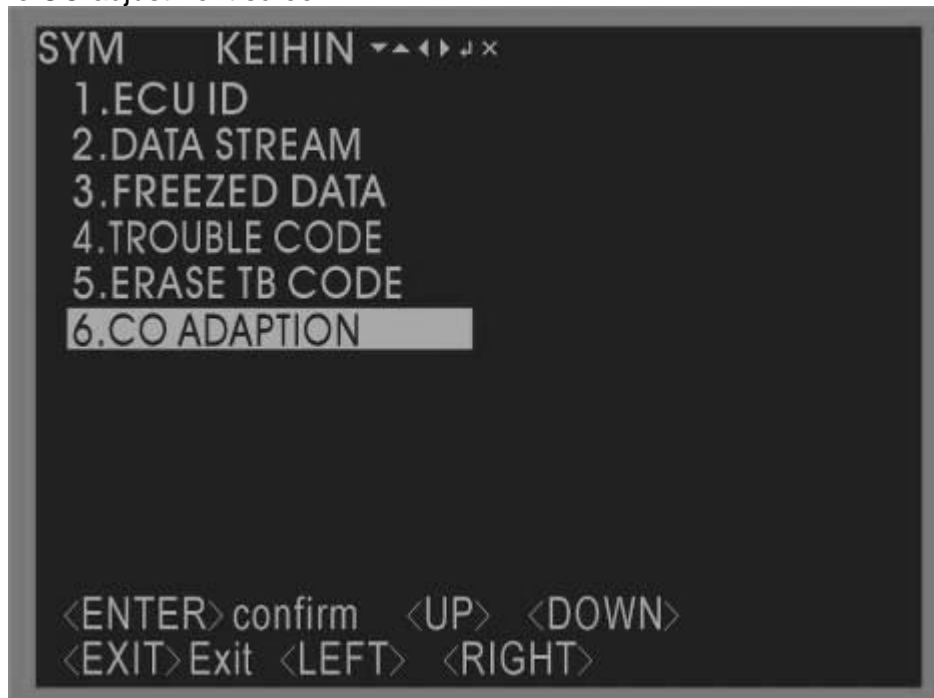 SYM KEIHIN
1.ECU ID
2.DATA STREAM
3.FREEZED DATA
4.TROUBLE CODE
5.ERASE TB CODE
6.CO ADAPTION
<ENTER> confirm <UP> <DOWN>
<EXIT> Exit <LEFT> <RIGHT>